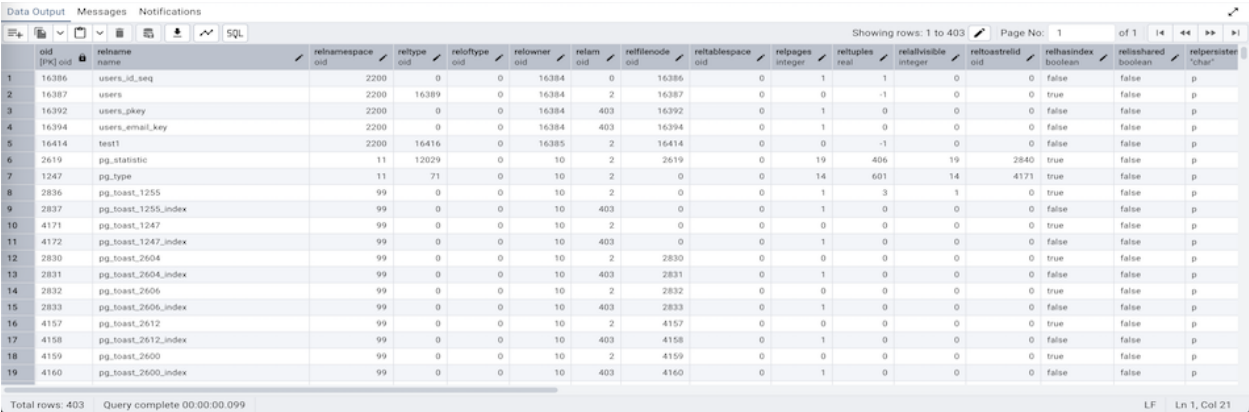 Data Output Messages Notifications
SQL Showing rows: 1 to 403 Page No: 1 of 1
oid relname relnamespace reltype reloftype relowner relam relfilenode reltablespace relpages reltuples relallvisible reltoastrelid relhasindex relisshared relpersisten
[PK] oid name oid oid oid oid oid oid oid integer real integer oid boolean boolean "char"
1 16386 users_id_seq 2200 0 0 16384 0 16386 0 1 1 0 0 false false p
2 16387 users 2200 16389 0 16384 2 16387 0 0 -1 0 0 true false p
3 16392 users_pkey 2200 0 0 16384 403 16392 0 1 0 0 0 false false p
4 16394 users_email_key 2200 0 0 16384 403 16394 0 1 0 0 0 false false p
5 16414 test1 2200 16416 0 16385 2 16414 0 0 -1 0 0 false false p
6 2619 pg_statistic 11 12029 0 10 2 2619 0 19 406 19 2840 true false p
7 1247 pg_type 11 71 0 10 2 0 0 14 601 14 4171 true false p
8 2836 pg_toast_1255 99 0 0 10 2 0 0 1 3 1 0 true false p
9 2837 pg_toast_1255_index 99 0 0 10 403 0 0 1 0 0 0 false false p
10 4171 pg_toast_1247 99 0 0 10 2 0 0 0 0 0 0 true false p
11 4172 pg_toast_1247_index 99 0 0 10 403 0 0 1 0 0 0 false false p
12 2830 pg_toast_2604 99 0 0 10 2 2830 0 0 0 0 0 true false p
13 2831 pg_toast_2604_index 99 0 0 10 403 2831 0 1 0 0 0 false false p
14 2832 pg_toast_2606 99 0 0 10 2 2832 0 0 0 0 0 true false p
15 2833 pg_toast_2606_index 99 0 0 10 403 2833 0 1 0 0 0 false false p
16 4157 pg_toast_2612 99 0 0 10 2 4157 0 0 0 0 0 true false p
17 4158 pg_toast_2612_index 99 0 0 10 403 4158 0 1 0 0 0 false false p
18 4159 pg_toast_2600 99 0 0 10 2 4159 0 0 0 0 0 true false p
19 4160 pg_toast_2600_index 99 0 0 10 403 4160 0 1 0 0 0 false false p
Total rows: 403 Query complete 00:00:00.099 LF Ln 1, Col 21